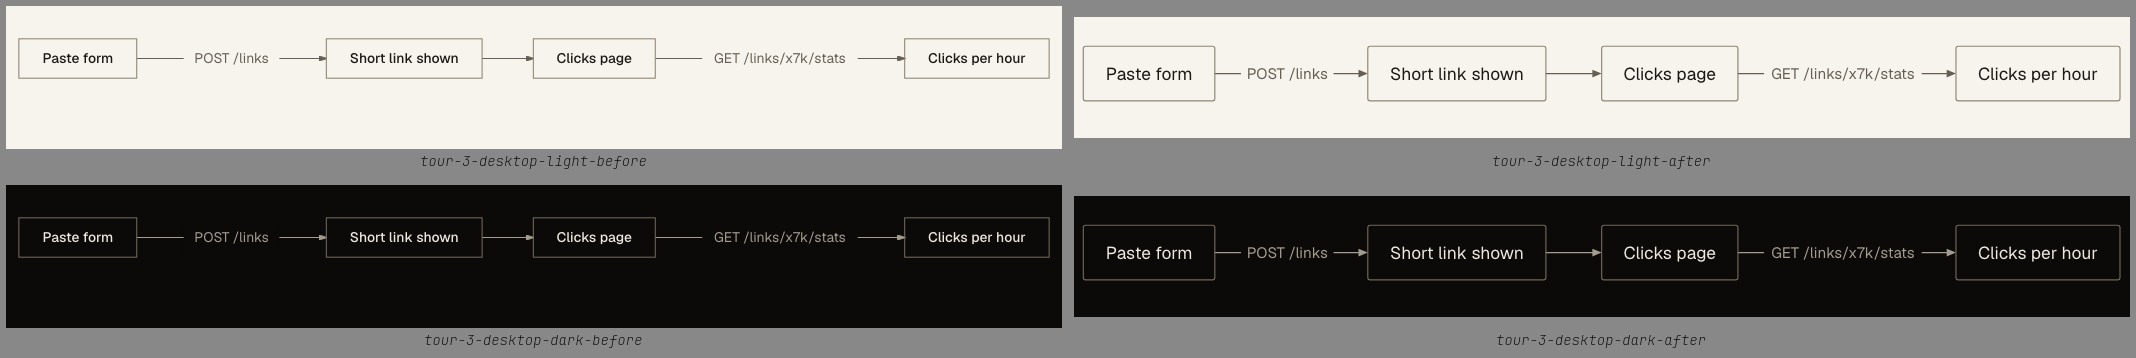 Paste form POST /links Short link shown Clicks page GET /links/x7k/stats Clicks per hour
tour-3-desktop-light-before
Paste form POST /links Short link shown Clicks page GET /links/x7k/stats Clicks per hour
tour-3-desktop-light-after
Paste form POST /links Short link shown Clicks page GET /links/x7k/stats Clicks per hour
tour-3-desktop-dark-before
Paste form POST /links Short link shown Clicks page GET /links/x7k/stats Clicks per hour
tour-3-desktop-dark-after